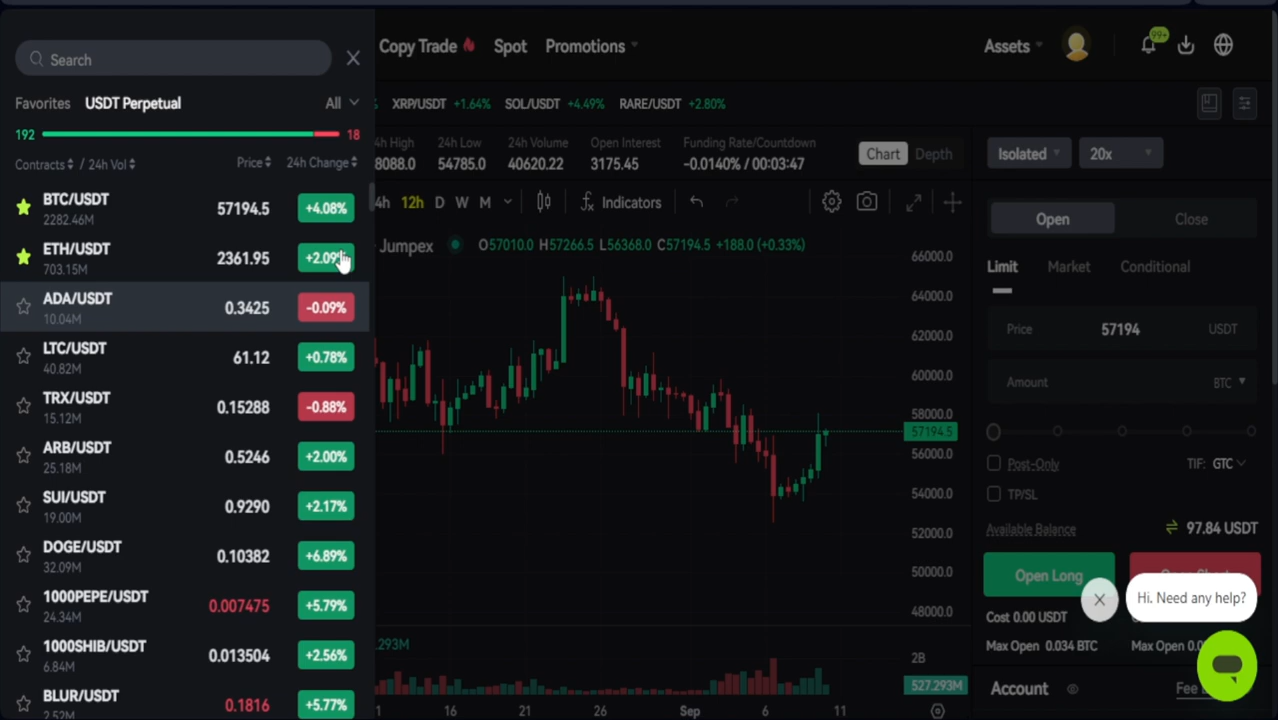 Search
Copy Trade
Spot
Promotions
Assets
99+
Favorites
USDT Perpetual
All
192
18
% XRP/USDT +1.64% SOL/USDT +4.49% RARE/USDT +2.80%
Contracts / 24h Vol
Price
24h Change
24h Low
24h Volume
Open Interest
Funding Rate/Countdown
54785.0
40620.22
3175.45
-0.0140% / 00:03:47
Chart
Depth
Isolated
20x
12h D W M
Indicators
Open
Close
Jumpex
O57010.0 H57266.5 L56368.0 C57194.5 +188.0 (+0.33%)
Limit
Market
Conditional
Price
57194
USDT
Amount
BTC
Post-Only
TIF: GTC
TP/SL
Available Balance
97.84 USDT
Open Long
Hi. Need any help?
Cost 0.00 USDT
Max Open 0.034 BTC
Max Open
Account
BTC/USDT
2282.46M
57194.5
+4.08%
ETH/USDT
703.15M
2361.95
+2.09%
ADA/USDT
10.04M
0.3425
-0.09%
LTC/USDT
40.82M
61.12
+0.78%
TRX/USDT
15.12M
0.15288
-0.88%
ARB/USDT
25.18M
0.5246
+2.00%
SUI/USDT
19.00M
0.9290
+2.17%
DOGE/USDT
32.09M
0.10382
+6.89%
1000PEPE/USDT
24.34M
0.007475
+5.79%
1000SHIB/USDT
6.84M
0.013504
+2.56%
BLUR/USDT
0.1816
+5.77%
66000.0
64000.0
62000.0
60000.0
58000.0
57194.5
56000.0
54000.0
52000.0
50000.0
48000.0
.293M
2B
527.293M
16
21
26
Sep
6
11